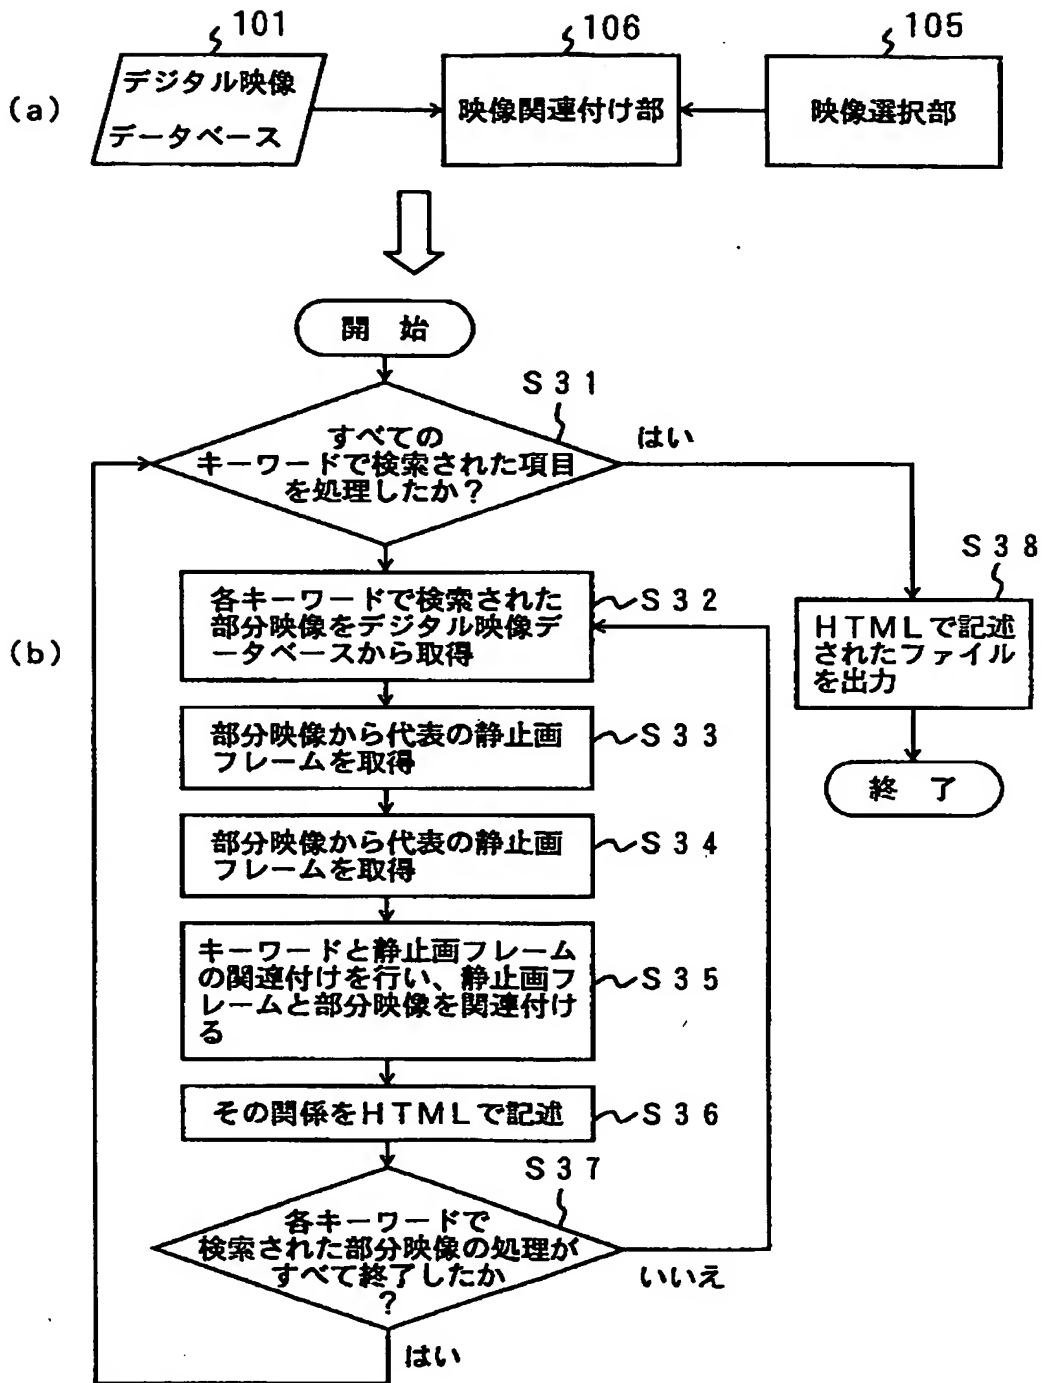 101
106
105
(a)
デジタル映像
データベース
映像関連付け部
映像選択部
開 始
S31
すべての
キーワードで検索された項目
を処理したか?
はい
S38
HTMLで記述
されたファイル
を出力
終 了
(b)
各キーワードで検索された
部分映像をデジタル映像デ
ータベースから取得
S32
部分映像から代表の静止画
フレームを取得
S33
部分映像から代表の静止画
フレームを取得
S34
キーワードと静止画フレーム
の関連付けを行い、静止画フ
レームと部分映像を関連付け
る
S35
その関係をHTMLで記述
S36
S37
各キーワードで
検索された部分映像の処理が
すべて終了したか
?
いいえ
はい